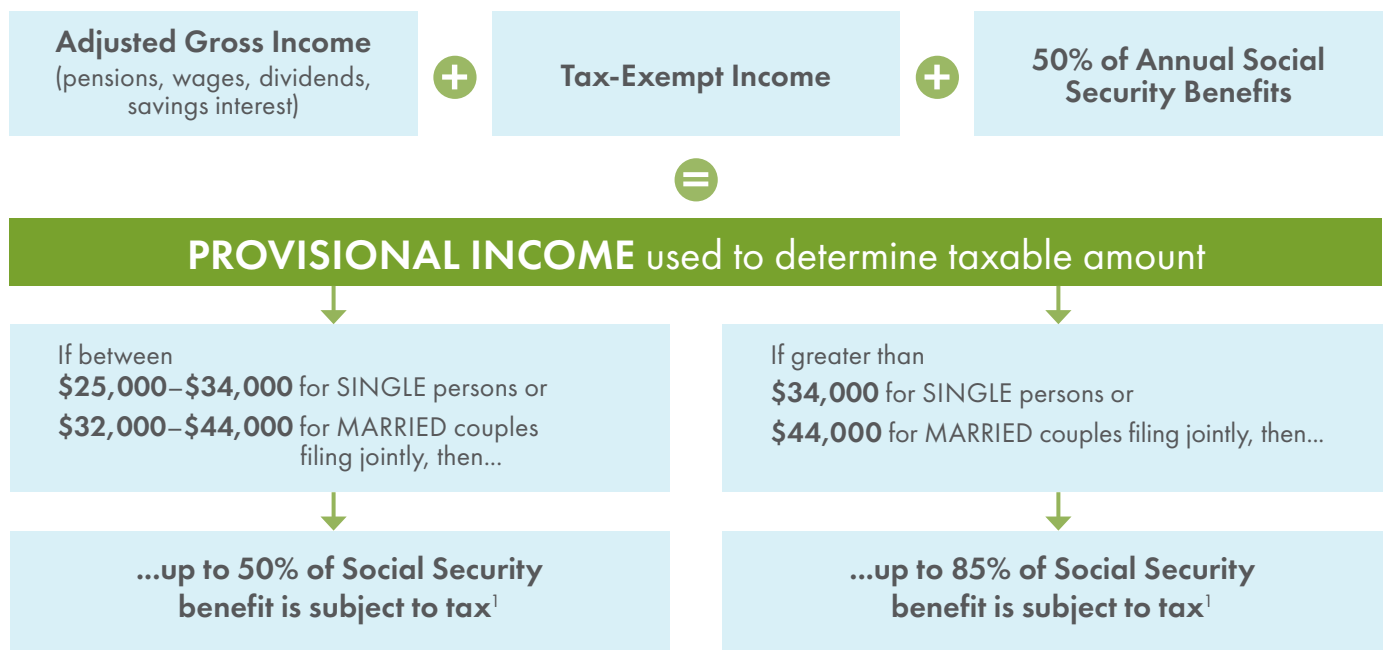 Adjusted Gross Income
(pensions, wages, dividends,
savings interest)
+
Tax-Exempt Income
+
50% of Annual Social
Security Benefits
=
PROVISIONAL INCOME used to determine taxable amount
If between
$25,000–$34,000 for SINGLE persons or
$32,000–$44,000 for MARRIED couples
filing jointly, then...
If greater than
$34,000 for SINGLE persons or
$44,000 for MARRIED couples filing jointly, then...
...up to 50% of Social Security
benefit is subject to tax¹
...up to 85% of Social Security
benefit is subject to tax¹